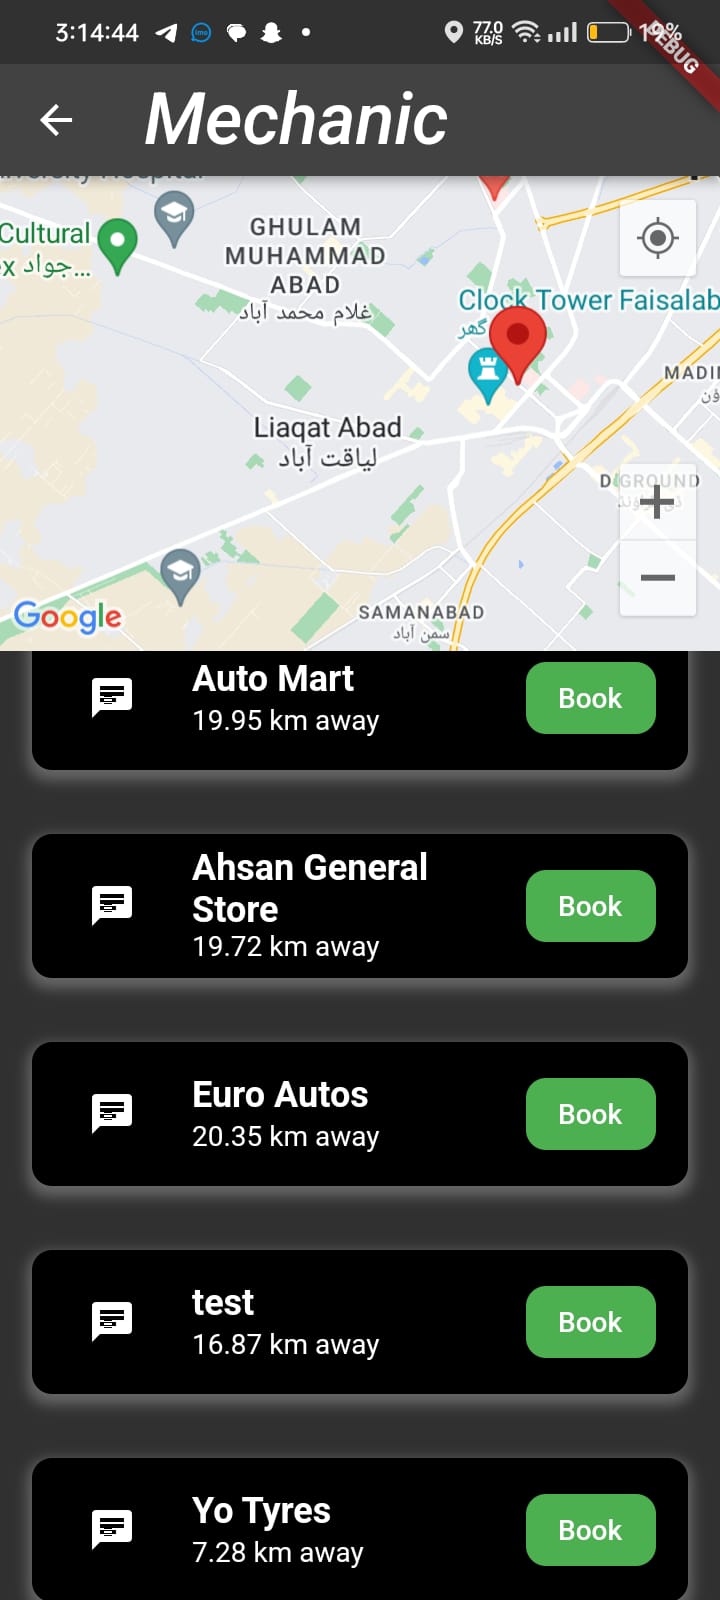 3:14:44
imo
77.0
KB/S
19%
DEBUG
Mechanic
Cultural
x جواد...
GHULAM
MUHAMMAD
ABAD
غلام محمد آباد
Clock Tower Faisalab
گھر
MADI
ؤن
Liaqat Abad
لیاقت آباد
D GROUND
SAMANABAD
سمن آباد
Google
Auto Mart
19.95 km away
Book
Ahsan General
Store
19.72 km away
Book
Euro Autos
20.35 km away
Book
test
16.87 km away
Book
Yo Tyres
7.28 km away
Book